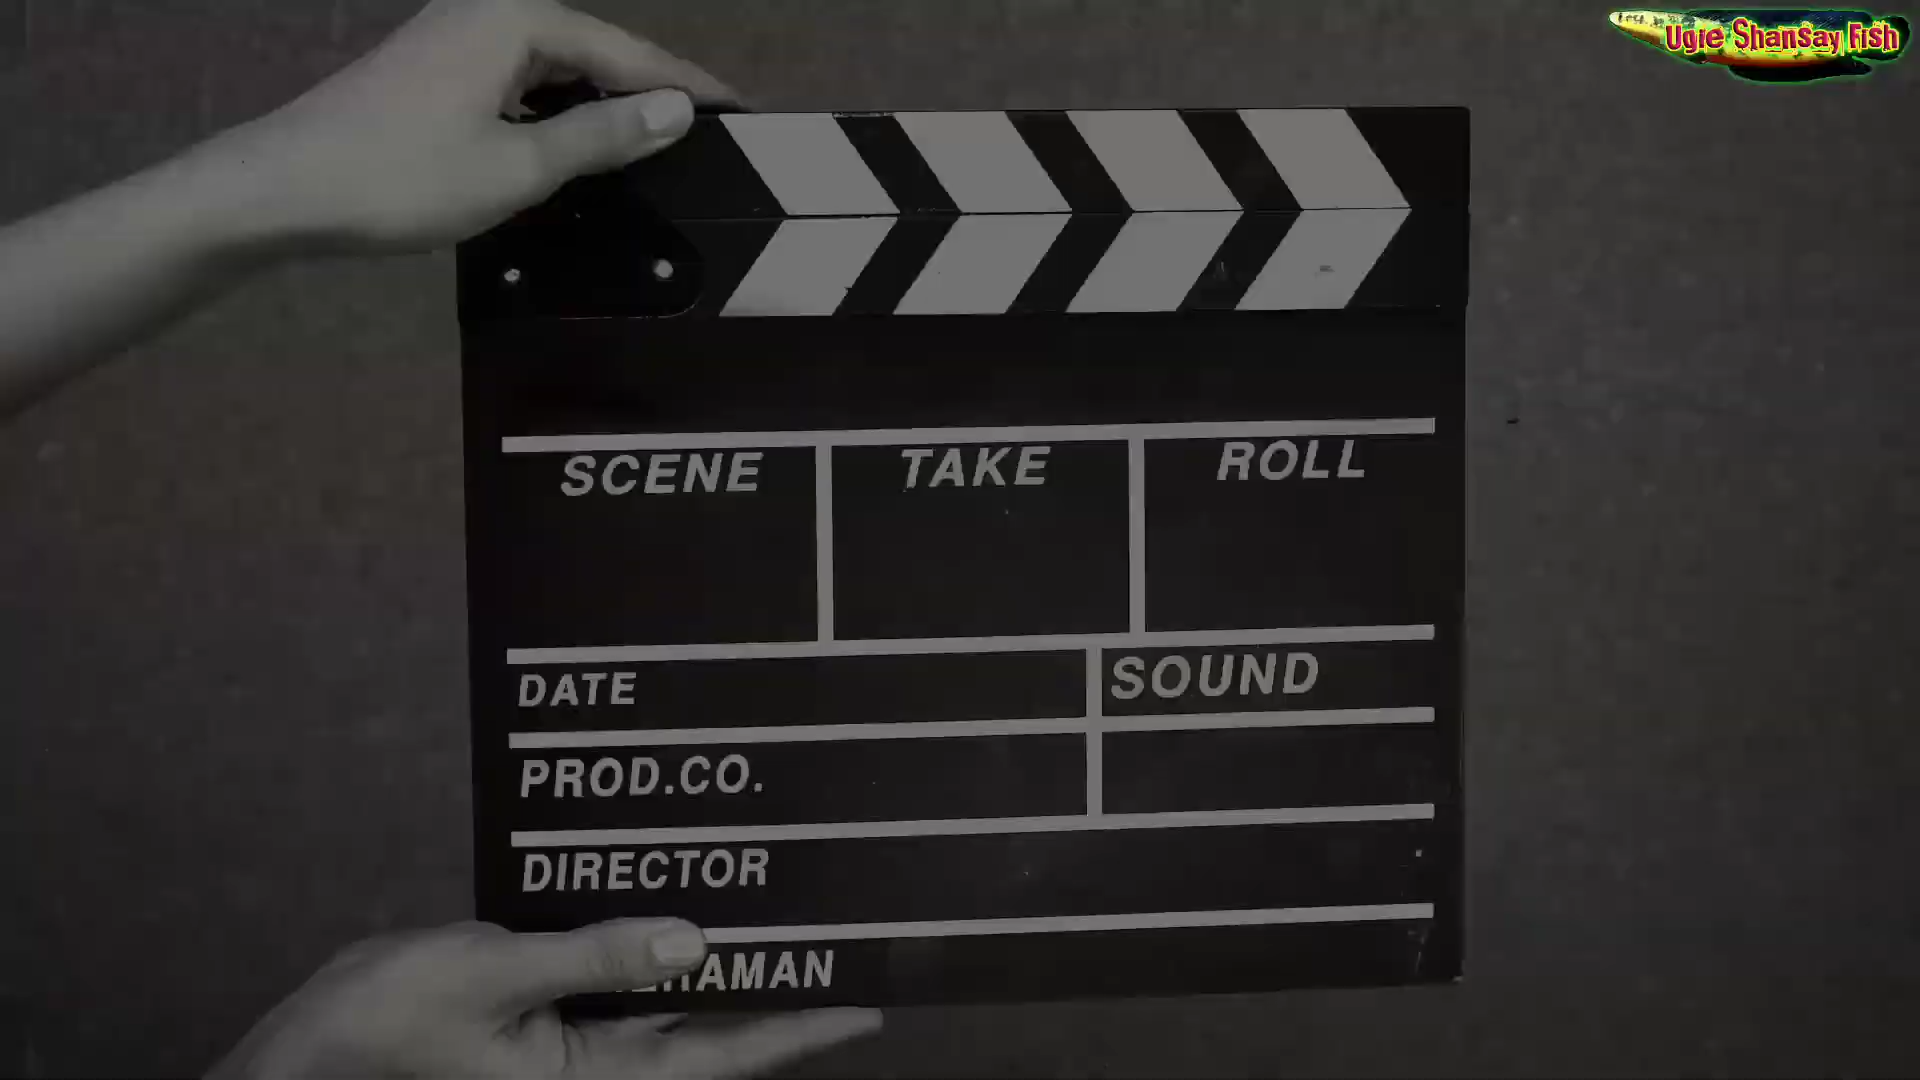 Ugie Shansay Fish
SCENE TAKE ROLL
DATE SOUND
PROD.CO.
DIRECTOR